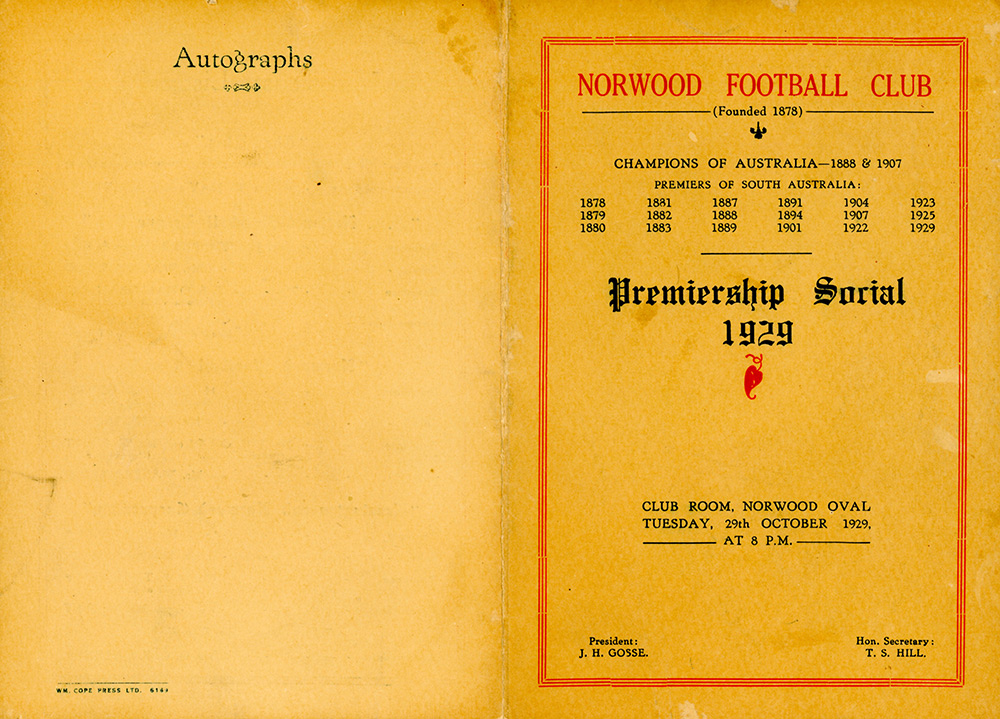 Autographs
WM. COPE PRESS LTD. 6149
NORWOOD FOOTBALL CLUB
(Founded 1878)
CHAMPIONS OF AUSTRALIA—1888 & 1907
PREMIERS OF SOUTH AUSTRALIA:
1878 1881 1887 1891 1904 1923
1879 1882 1888 1894 1907 1925
1880 1883 1889 1901 1922 1929
Premiership Social
1929
CLUB ROOM, NORWOOD OVAL
TUESDAY, 29th OCTOBER 1929,
AT 8 P.M.
President:
J. H. GOSSE.
Hon. Secretary:
T. S. HILL.